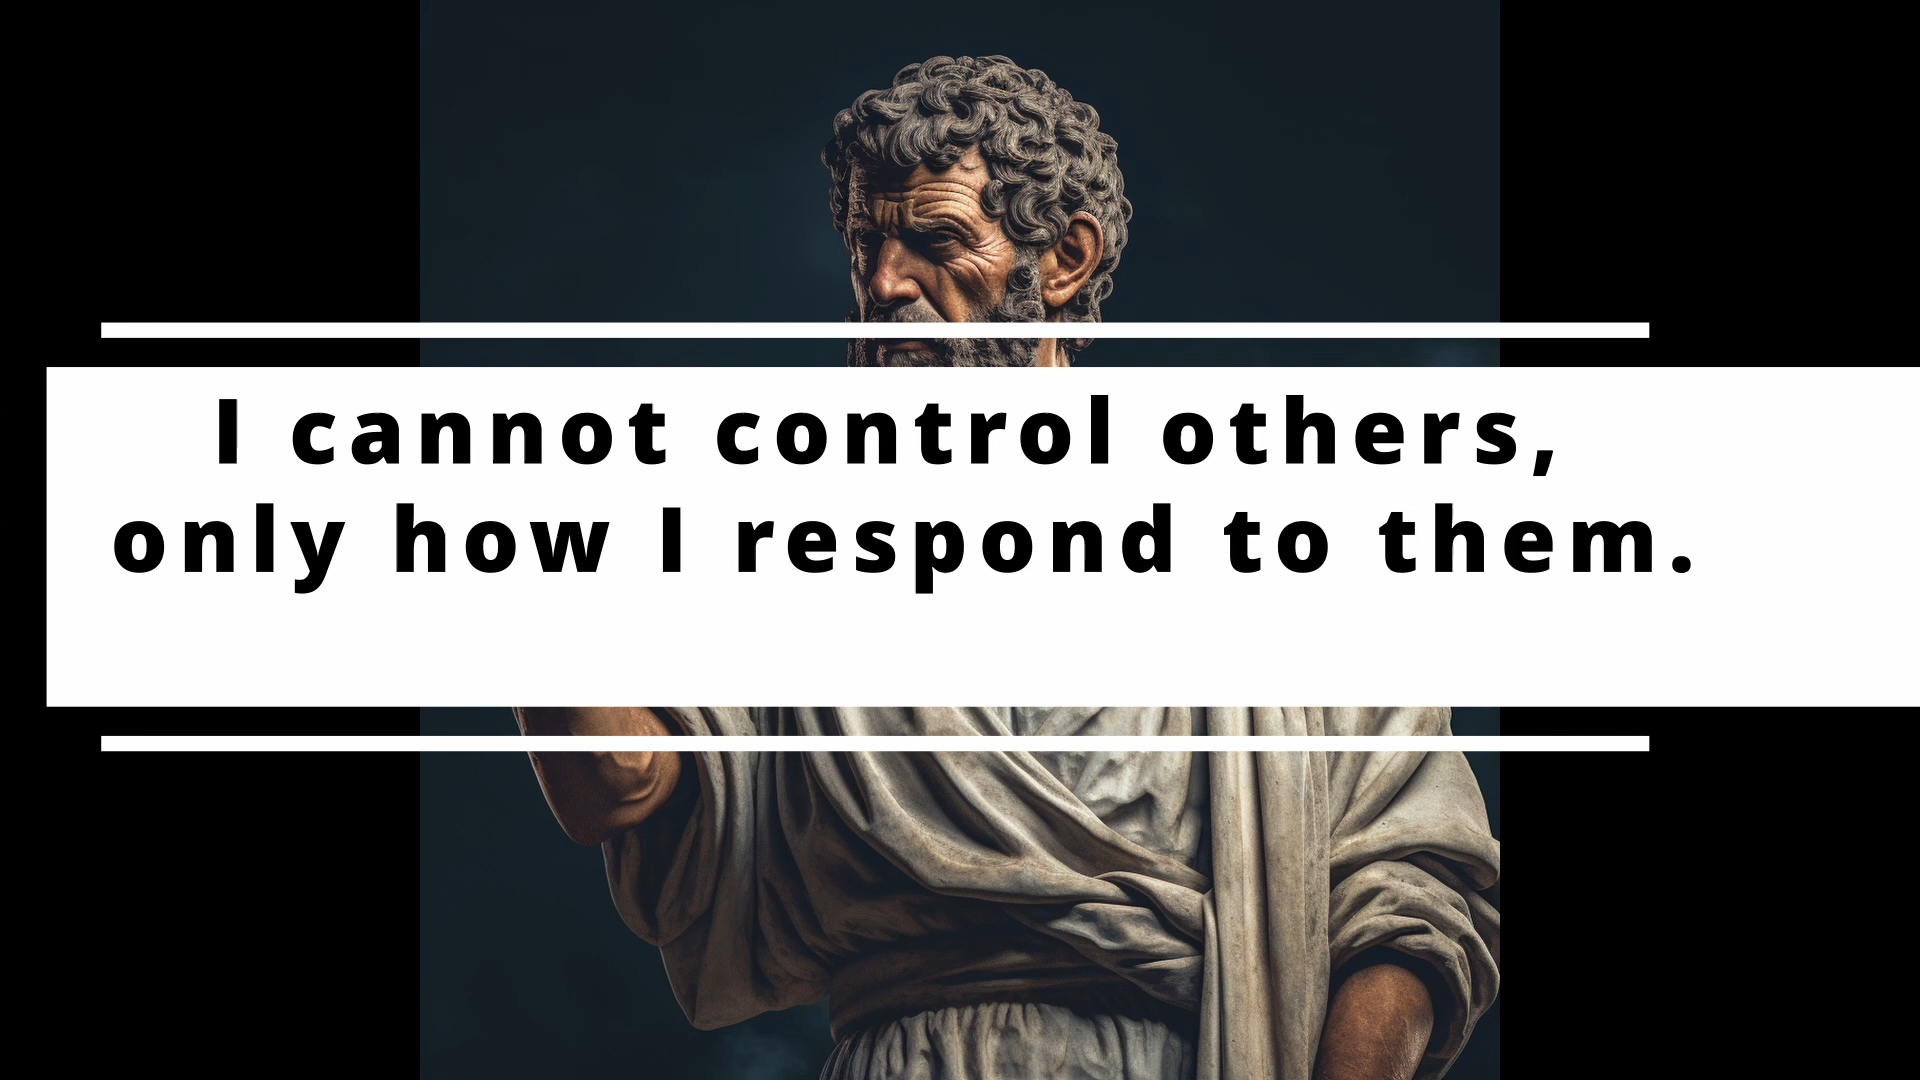 I cannot control others,
only how I respond to them.